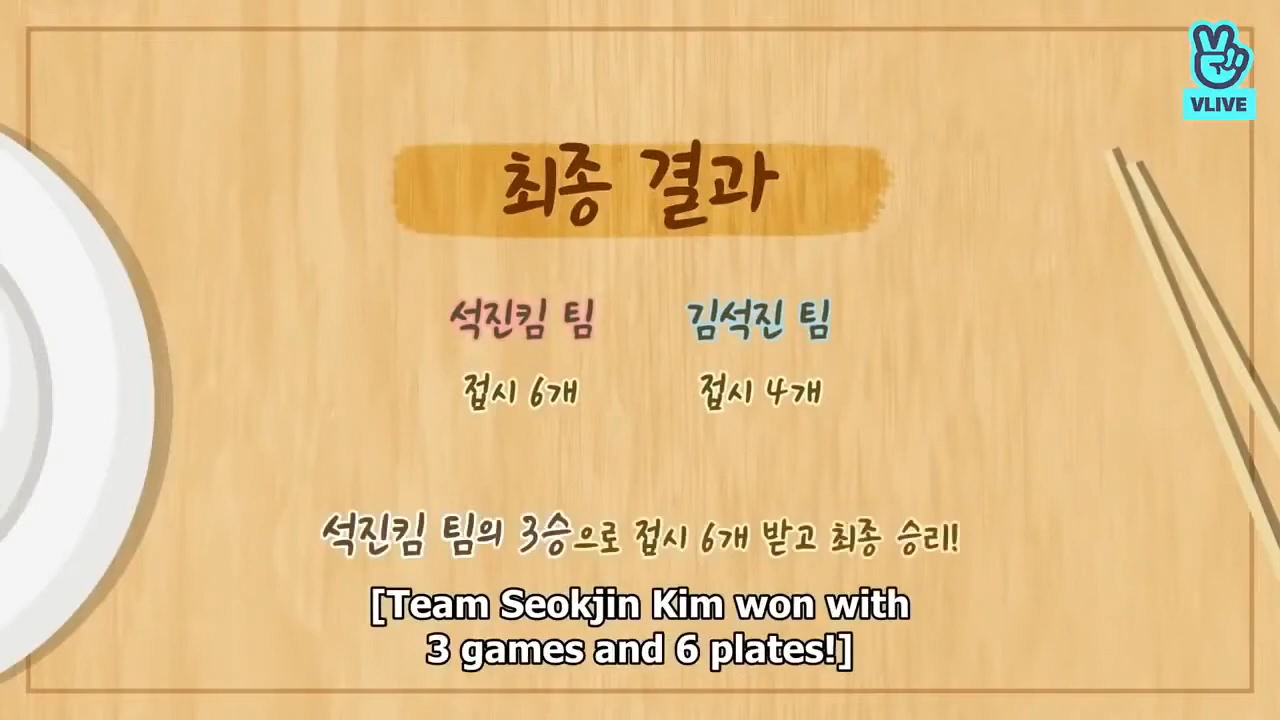 VLIVE
최종 결과
석진킴 팀 김석진 팀
접시 6개 접시 4개
석진킴 팀의 3승으로 접시 6개 받고 최종 승리!
[Team Seokjin Kim won with
3 games and 6 plates!]